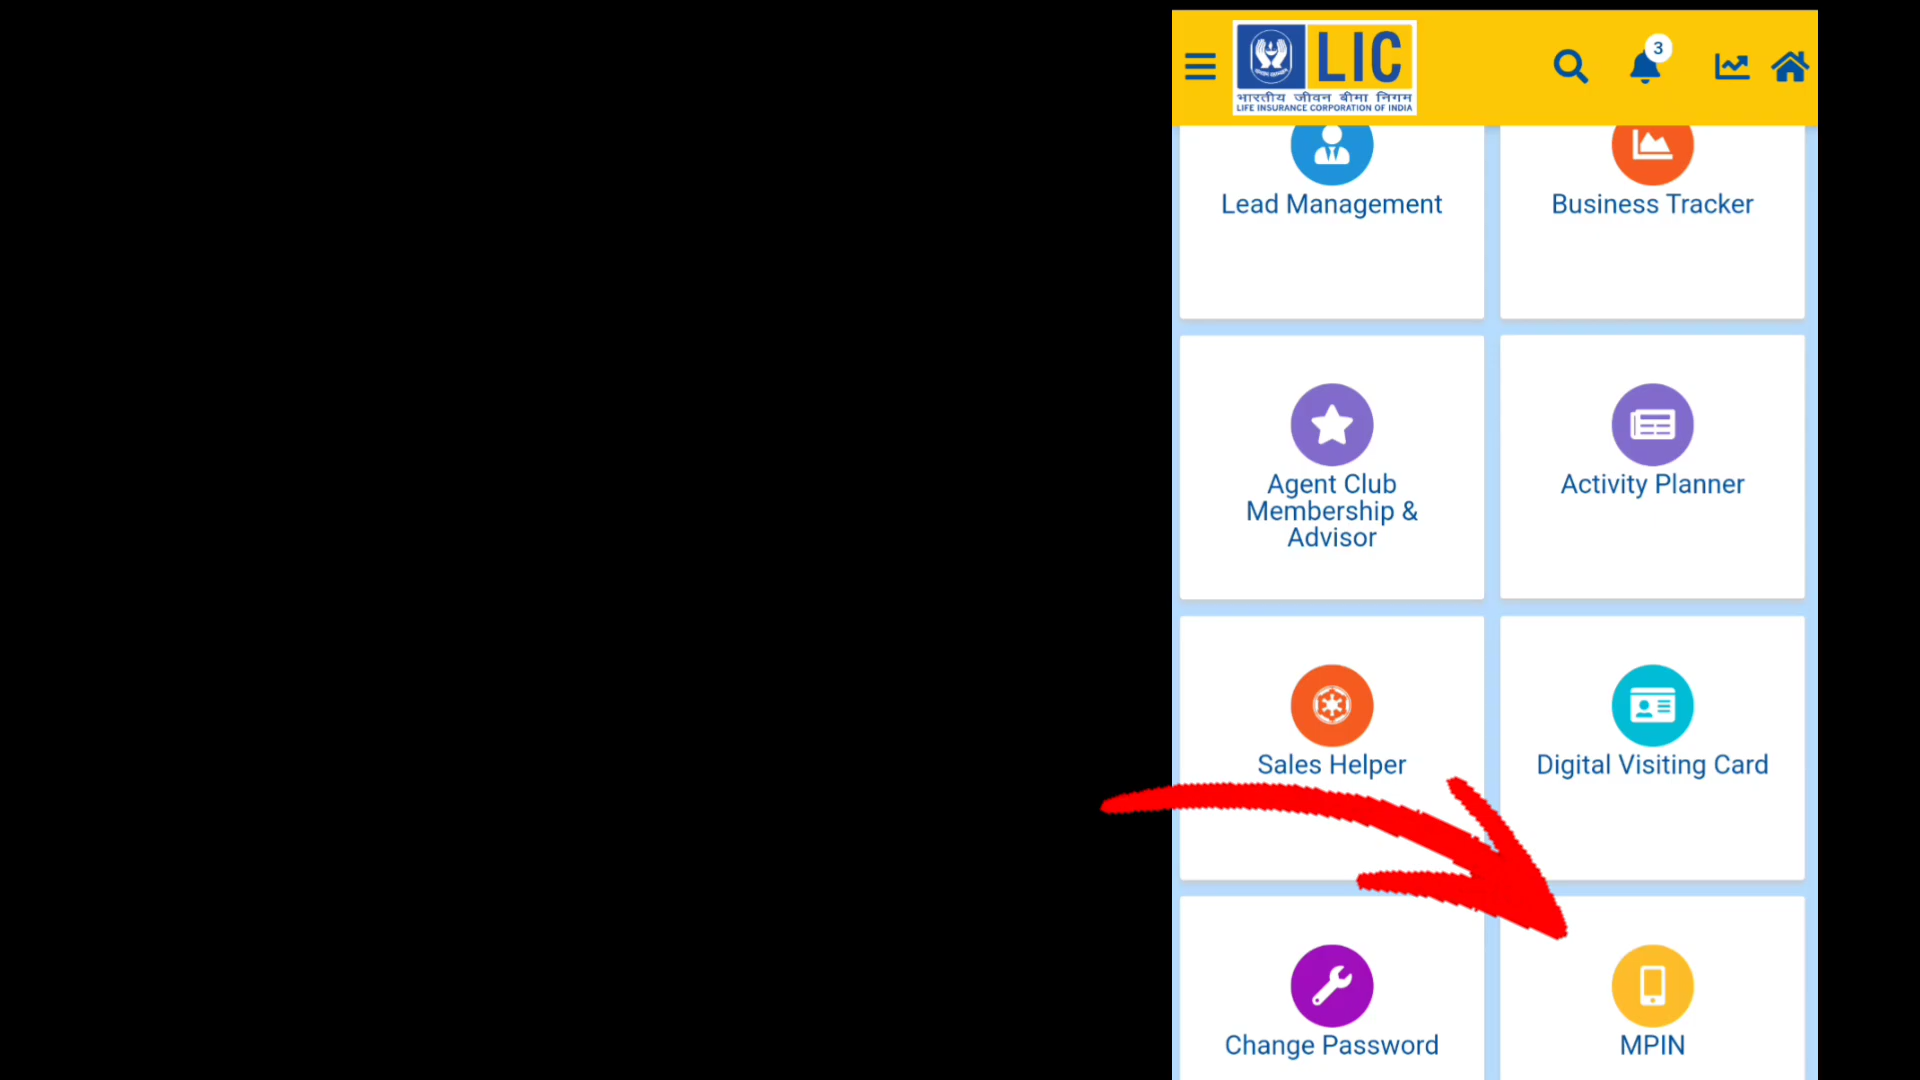 LIC
3
भारतीय जीवन बीमा निगम
LIFE INSURANCE CORPORATION OF INDIA
Lead Management
Business Tracker
Agent Club
Membership &
Advisor
Activity Planner
Sales Helper
Digital Visiting Card
Change Password
MPIN